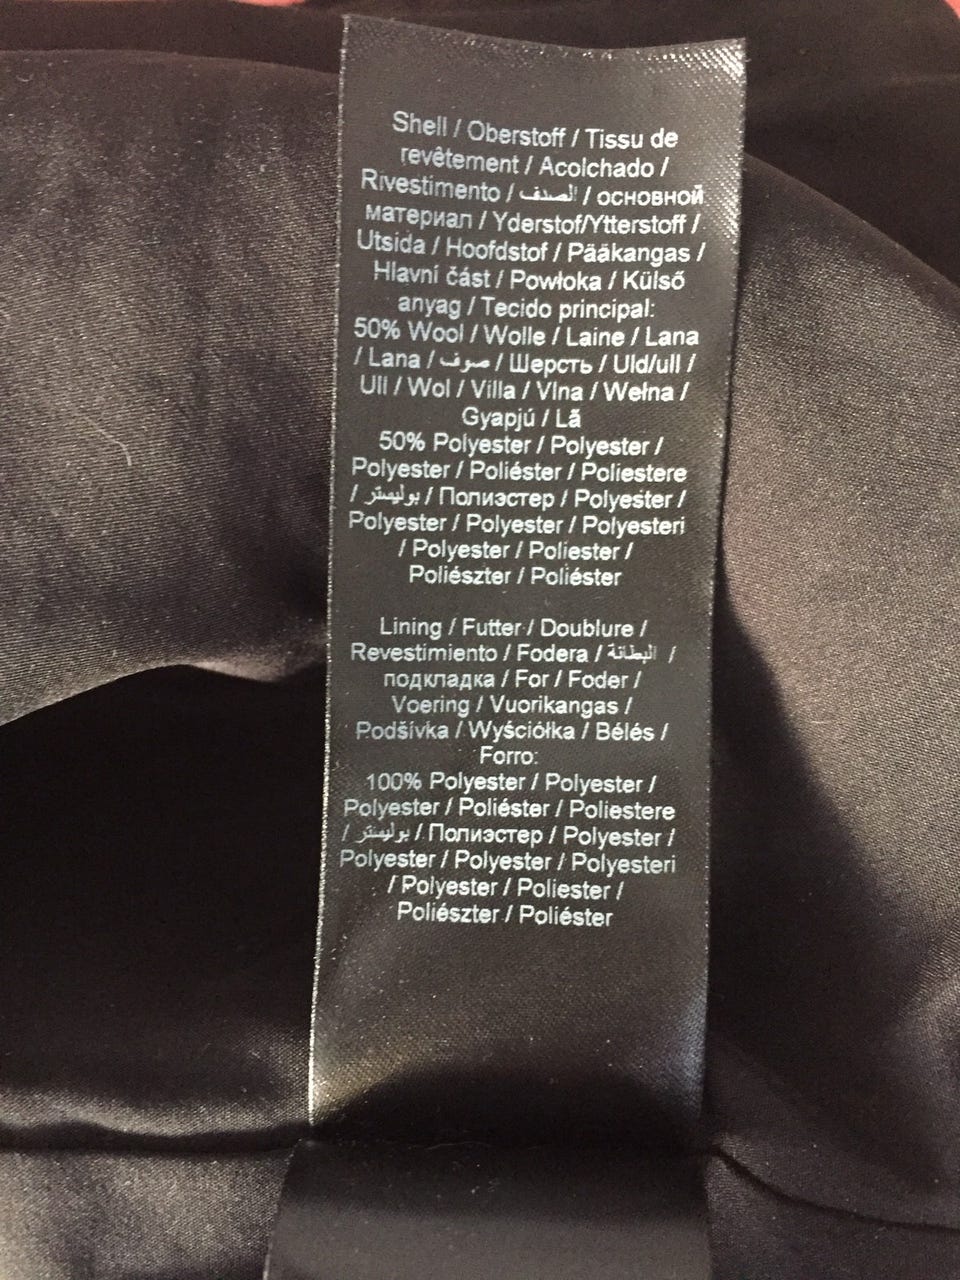 Shell / Oberstoff / Tissu de
revêtement / Acolchado /
Rivestimento / الصدف / основной
материал / Yderstof/Ytterstoff /
Utsida / Hoofdstof / Pääkangas /
Hlavní část / Powłoka / Külső
anyag / Tecido principal:
50% Wool / Wolle / Laine / Lana
/ Lana / صوف / Шерсть / Uld/ull /
Ull / Wol / Villa / Vlna / Wełna /
Gyapjú / Lã
50% Polyester / Polyester /
Polyester / Poliéster / Poliestere
/ بوليستر / Полиэстер / Polyester /
Polyester / Polyester / Polyesteri
/ Polyester / Poliester /
Poliészter / Poliéster
Lining / Futter / Doublure /
Revestimiento / Fodera / البطانة /
подкладка / For / Foder /
Voering / Vuorikangas /
Podšívka / Wyściółka / Bélés /
Forro:
100% Polyester / Polyester /
Polyester / Poliéster / Poliestere
/ بوليستر / Полиэстер / Polyester /
Polyester / Polyester / Polyesteri
/ Polyester / Poliester /
Poliészter / Poliéster